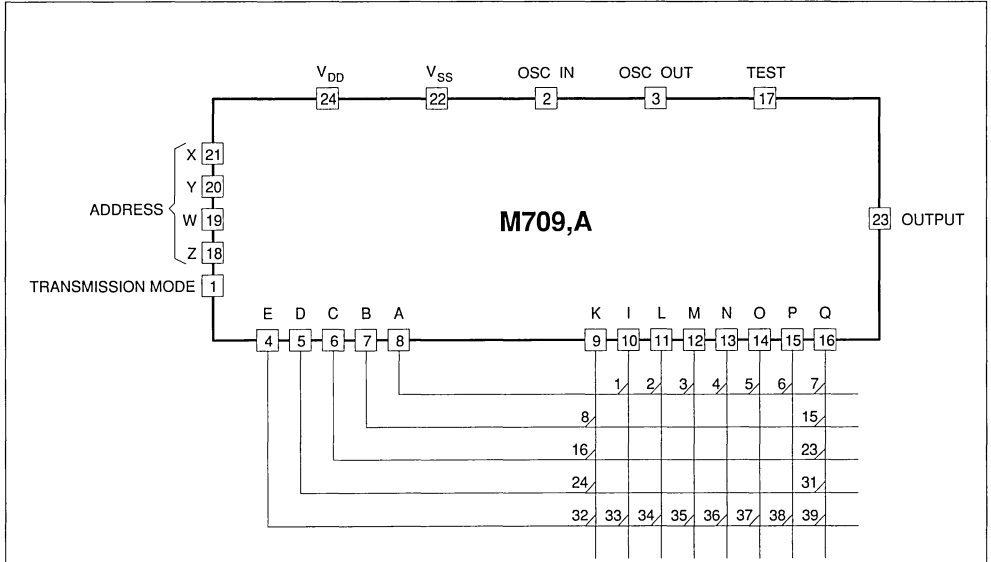 V_DD V_SS OSC IN OSC OUT TEST
24 22 2 3 17
X 21
Y 20
ADDRESS
W 19
Z 18
M709,A
23 OUTPUT
TRANSMISSION MODE 1
E D C B A K I L M N O P Q
4 5 6 7 8 9 10 11 12 13 14 15 16
1 2 3 4 5 6 7
8 15
16 23
24 31
32 33 34 35 36 37 38 39